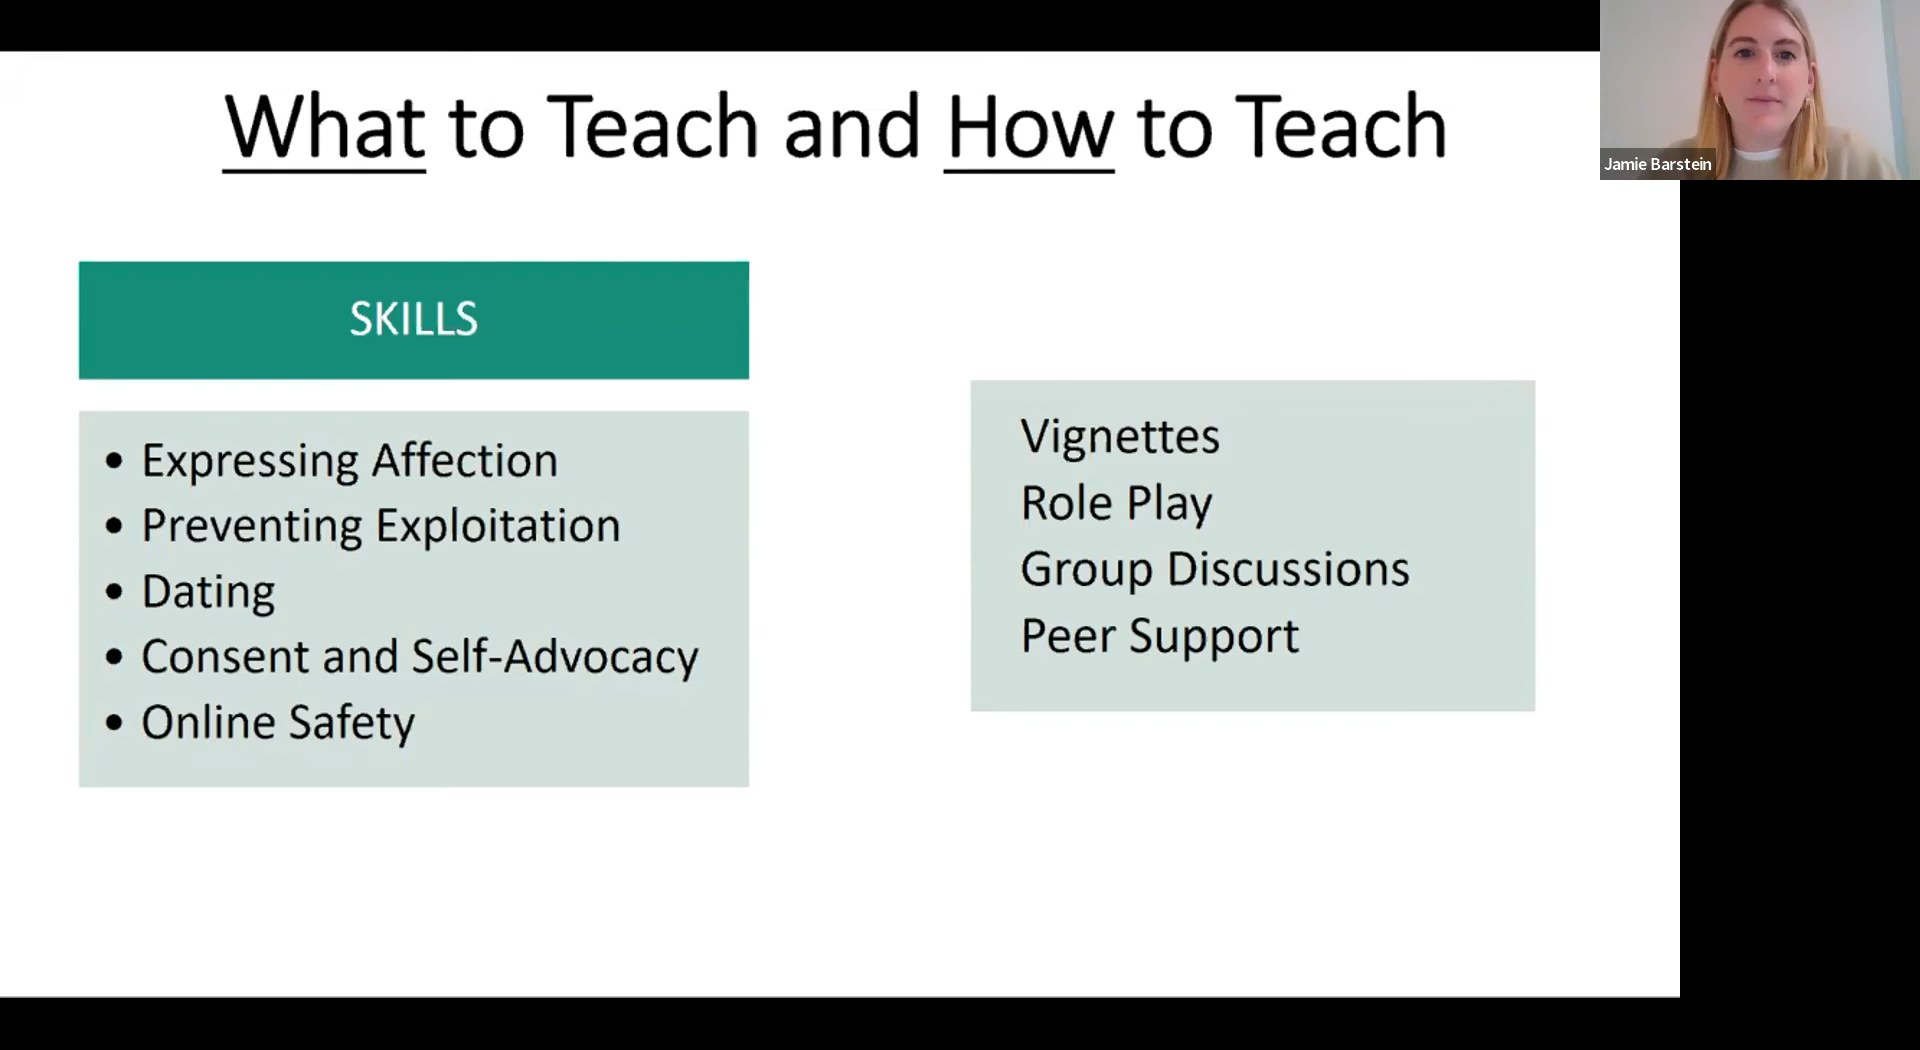 What to Teach and How to Teach
Jamie Barstein
SKILLS
• Expressing Affection
• Preventing Exploitation
• Dating
• Consent and Self-Advocacy
• Online Safety
Vignettes
Role Play
Group Discussions
Peer Support